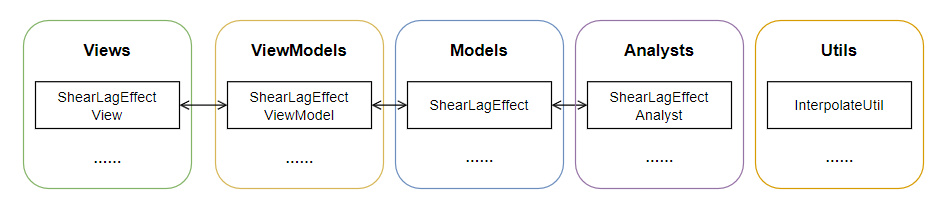 Views
ViewModels
Models
Analysts
Utils
ShearLagEffect
View
ShearLagEffect
ViewModel
ShearLagEffect
ShearLagEffect
Analyst
InterpolateUtil
......
......
......
......
......